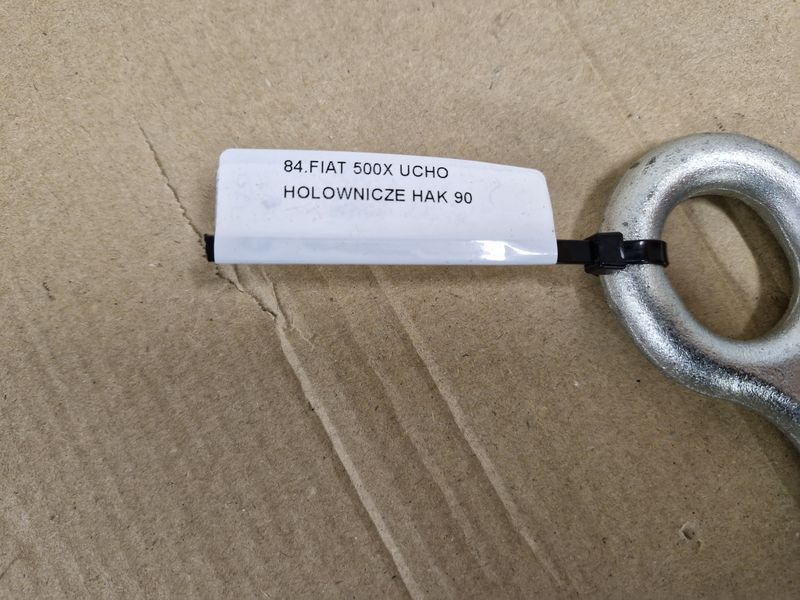 84.FIAT 500X UCHO
HOLOWNICZE HAK 90